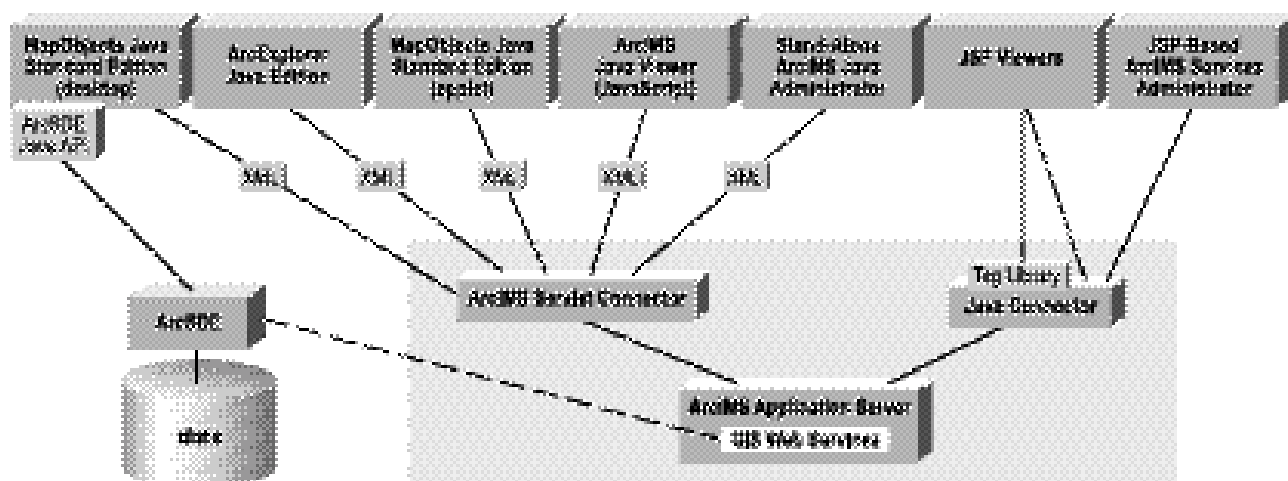 MapObjects Java
Standard Edition
(desktop)
ArcExplorer
Java Edition
MapObjects Java
Standard Edition
(applet)
ArcIMS
Java Viewer
(JavaScript)
Stand-Alone
ArcIMS Java
Administrator
JSP Viewers
JSP-Based
ArcIMS Services
Administrator
ArcSDE
Java API
XML
XML
XML
XML
XML
Tag Library
ArcIMS Servlet Connector
Java Connector
ArcSDE
ArcIMS Application Server
GIS Web Services
data